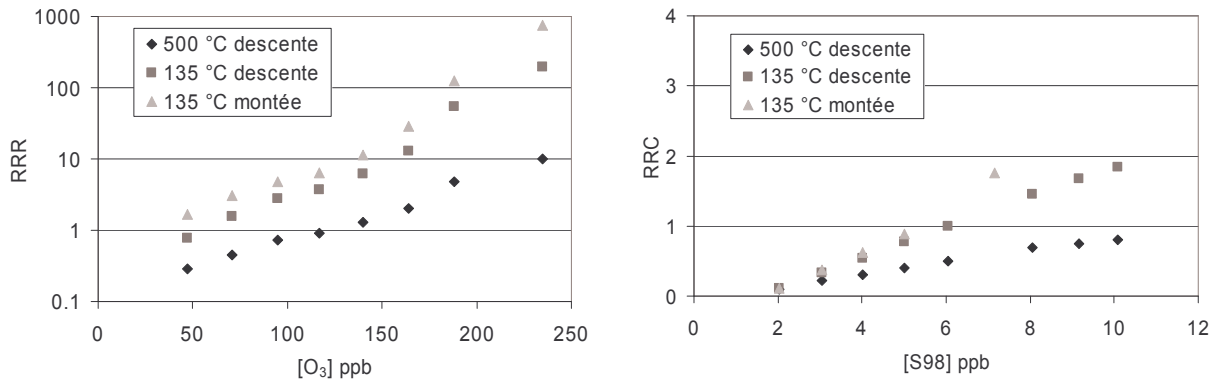 1000
100
10
1
0.1
RRR
500 °C descente
135 °C descente
135 °C montée
0 50 100 150 200 250
[O₃] ppb
4
3
2
1
0
RRC
500 °C descente
135 °C descente
135 °C montée
0 2 4 6 8 10 12
[S98] ppb